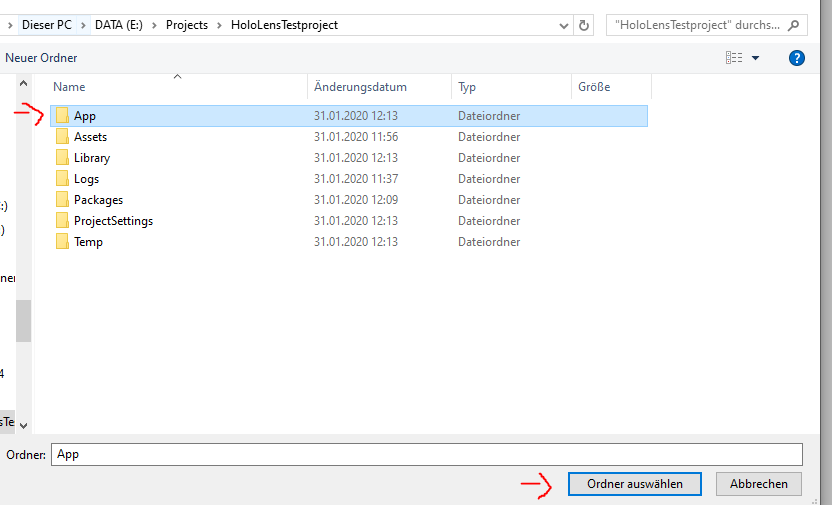 Dieser PC > DATA (E:) > Projects > HoloLensTestproject
"HoloLensTestproject" durchs...
Neuer Ordner
?
Name Änderungsdatum Typ Größe
App 31.01.2020 12:13 Dateiordner
Assets 31.01.2020 11:56 Dateiordner
Library 31.01.2020 12:13 Dateiordner
Logs 31.01.2020 11:37 Dateiordner
Packages 31.01.2020 12:09 Dateiordner
:)
ProjectSettings 31.01.2020 12:13 Dateiordner
)
Temp 31.01.2020 12:13 Dateiordner
ner
4
sTe
Ordner: App
Ordner auswählen Abbrechen